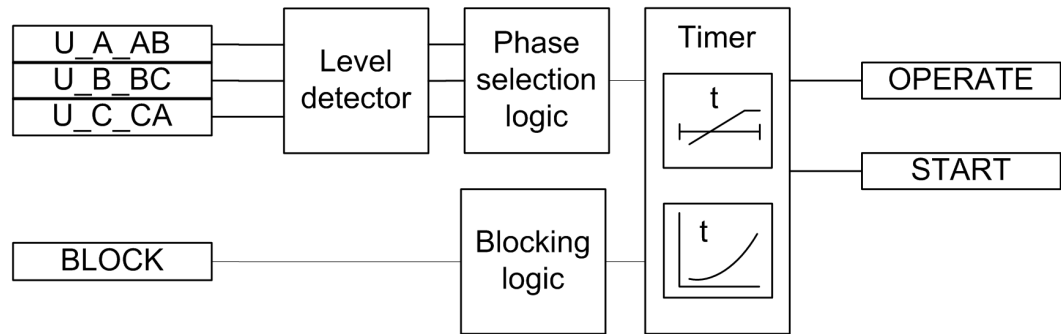 U_A_AB
U_B_BC
U_C_CA
Level
detector
Phase
selection
logic
Timer
t
t
OPERATE
START
BLOCK
Blocking
logic